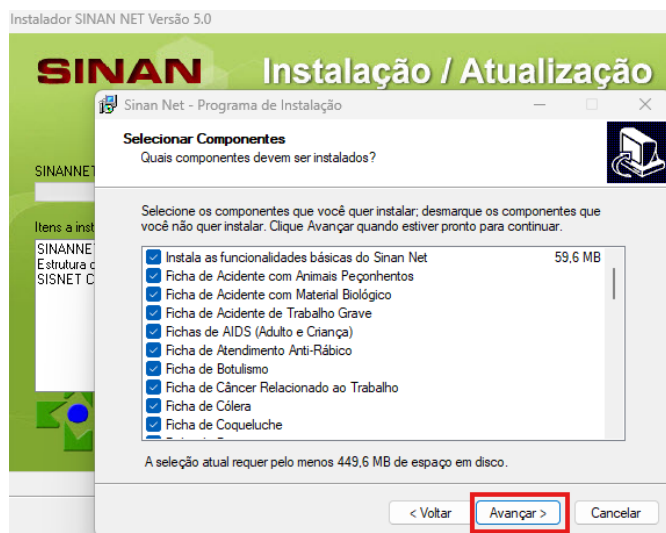 Instalador SINAN NET Versão 5.0
SINAN
Instalação / Atualização
Sinan Net - Programa de Instalação
Selecionar Componentes
Quais componentes devem ser instalados?
SINANNET
Itens a inst
SINANNE
Estrutura
SISNET C
Selecione os componentes que você quer instalar; desmarque os componentes que
você não quer instalar. Clique Avançar quando estiver pronto para continuar.
Instala as funcionalidades básicas do Sinan Net 59,6 MB
Ficha de Acidente com Animais Peçonhentos
Ficha de Acidente com Material Biológico
Ficha de Acidente de Trabalho Grave
Fichas de AIDS (Adulto e Criança)
Ficha de Atendimento Anti-Rábico
Ficha de Botulismo
Ficha de Câncer Relacionado ao Trabalho
Ficha de Cólera
Ficha de Coqueluche
A seleção atual requer pelo menos 449,6 MB de espaço em disco.
< Voltar
Avançar >
Cancelar